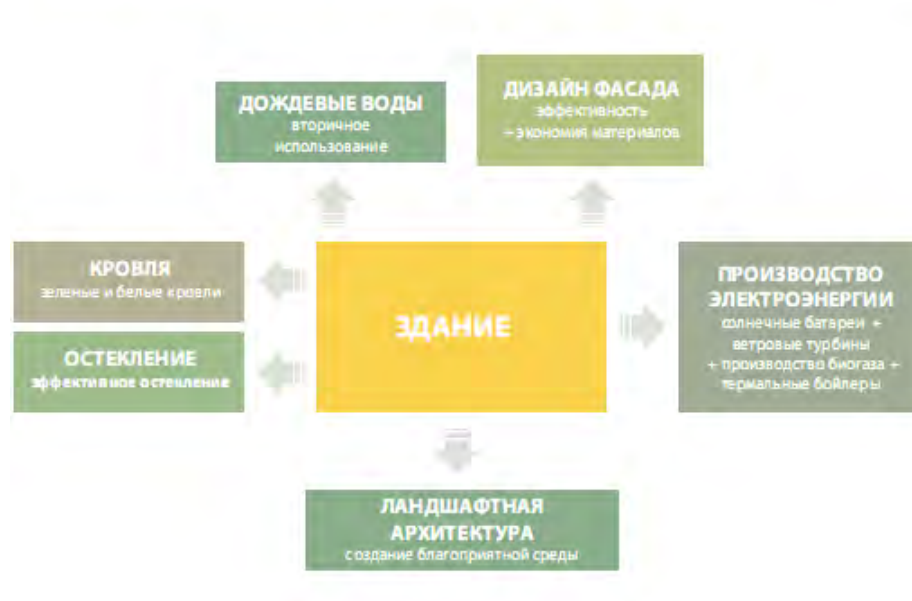 ДОЖДЕВЫЕ ВОДЫ
вторичное
использование
ДИЗАЙН ФАСАДА
эффективность
– экономия материалов
КРОВЛЯ
зеленые и белые кровли
ОСТЕКЛЕНИЕ
эффективное остекление
ЗДАНИЕ
ПРОИЗВОДСТВО
ЭЛЕКТРОЭНЕРГИИ
солнечные батареи +
ветровые турбины
+ производство биогаза +
термальные бойлеры
ЛАНДШАФТНАЯ
АРХИТЕКТУРА
создание благоприятной среды